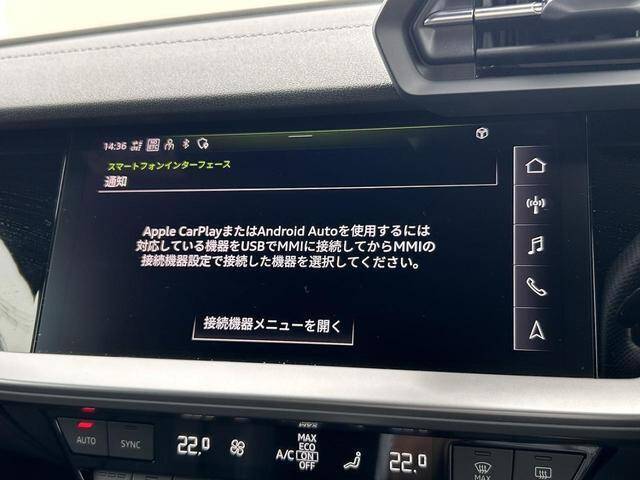 14:36
スマートフォンインターフェース
通知
Apple CarPlayまたはAndroid Autoを使用するには
対応している機器をUSBでMMIに接続してからMMIの
接続機器設定で接続した機器を選択してください。
接続機器メニューを開く
AUTO
SYNC
22.0
A/C
MAX
ECO
ON
OFF
22.0
MAX